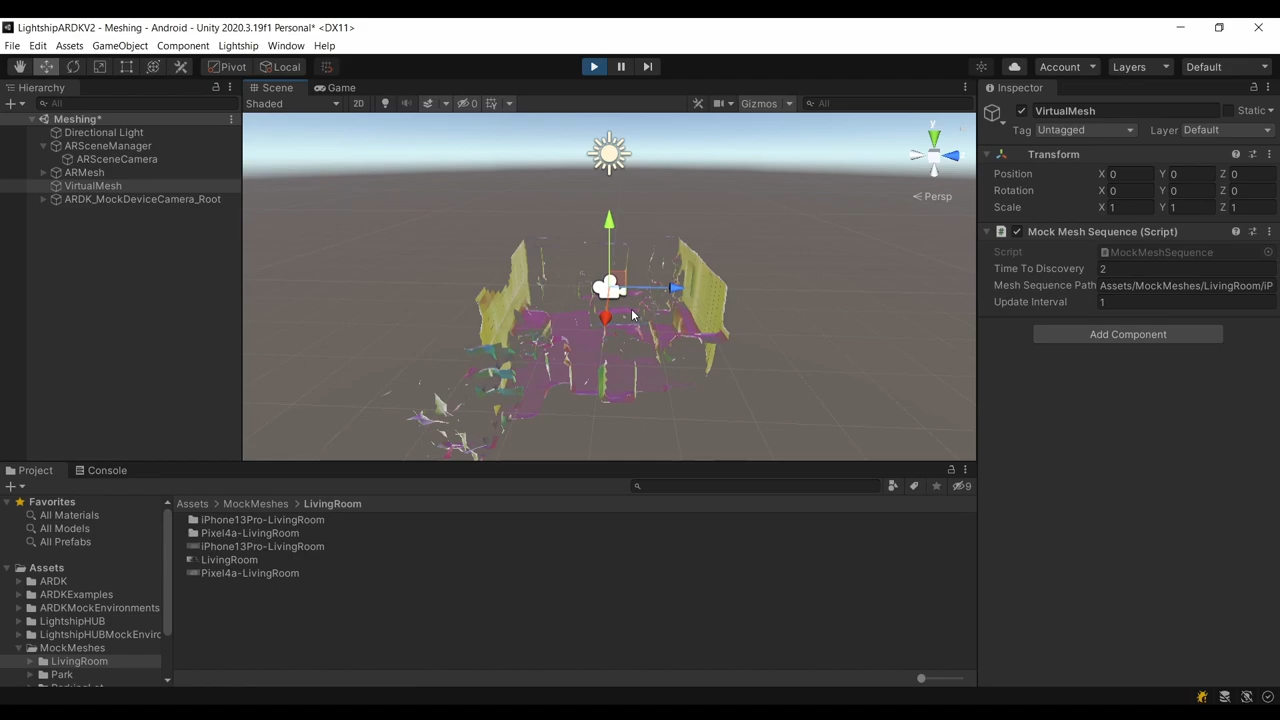 LightshipARDKV2 - Meshing - Android - Unity 2020.3.19f1 Personal* <DX11>
File Edit Assets GameObject Component Lightship Window Help
Pivot Local Account Layers Default
Hierarchy
All
Meshing*
Directional Light
ARSceneManager
ARSceneCamera
ARMesh
VirtualMesh
ARDK_MockDeviceCamera_Root
Scene Game
Shaded 2D 0 Gizmos All
y
Persp
Inspector
VirtualMesh Static
Tag Untagged Layer Default
Transform
Position X 0 Y 0 Z 0
Rotation X 0 Y 0 Z 0
Scale X 1 Y 1 Z 1
Mock Mesh Sequence (Script)
Script MockMeshSequence
Time To Discovery 2
Mesh Sequence Path Assets/MockMeshes/LivingRoom/iP
Update Interval 1
Add Component
Project Console
9
Favorites
All Materials
All Models
All Prefabs
Assets
ARDK
ARDKExamples
ARDKMockEnvironments
LightshipHUB
LightshipHUBMockEnvirc
MockMeshes
LivingRoom
Park
Assets > MockMeshes > LivingRoom
iPhone13Pro-LivingRoom
Pixel4a-LivingRoom
iPhone13Pro-LivingRoom
LivingRoom
Pixel4a-LivingRoom